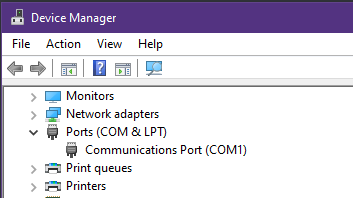 Device Manager
File Action View Help
Monitors
Network adapters
Ports (COM & LPT)
Communications Port (COM1)
Print queues
Printers